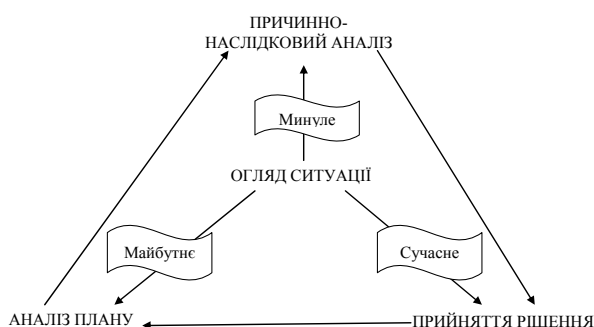 ПРИЧИННО-
НАСЛІДКОВИЙ АНАЛІЗ
Минуле
ОГЛЯД СИТУАЦІЇ
Майбутнє
Сучасне
АНАЛІЗ ПЛАНУ
ПРИЙНЯТТЯ РІШЕННЯ